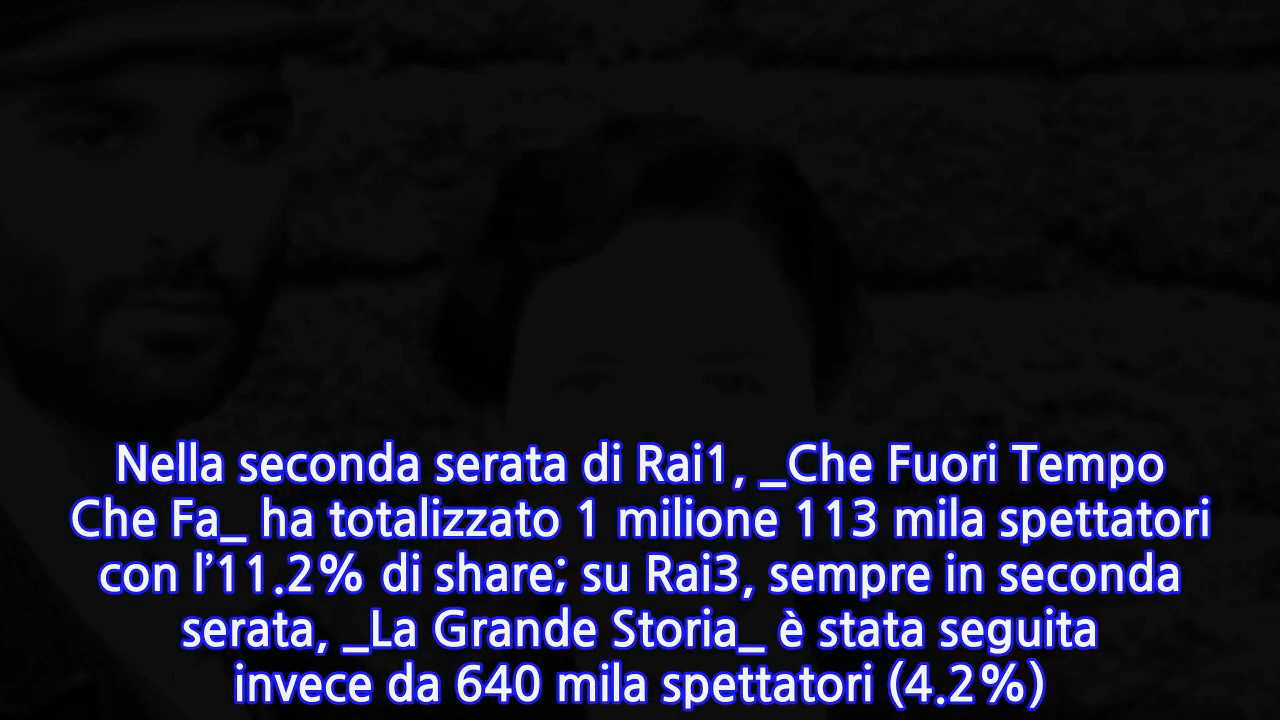 Nella seconda serata di Rai1, _Che Fuori Tempo
Che Fa_ ha totalizzato 1 milione 113 mila spettatori
con l’11.2% di share; su Rai3, sempre in seconda
serata, _La Grande Storia_ è stata seguita
invece da 640 mila spettatori (4.2%)